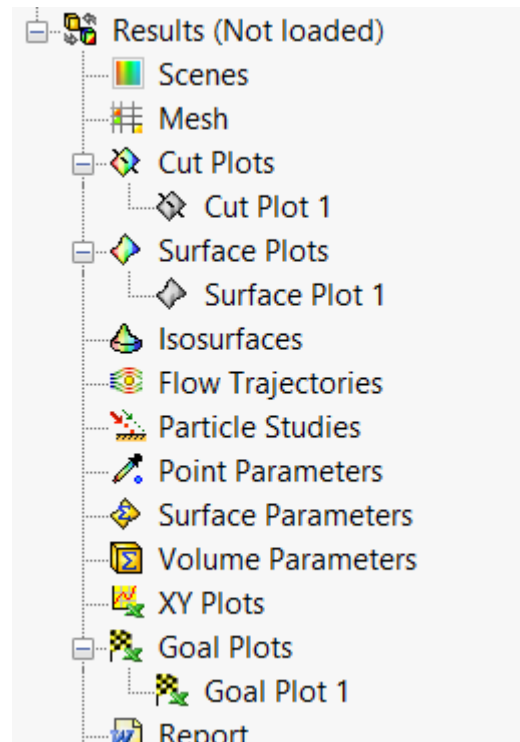 Results (Not loaded)
Scenes
Mesh
Cut Plots
Cut Plot 1
Surface Plots
Surface Plot 1
Isosurfaces
Flow Trajectories
Particle Studies
Point Parameters
Surface Parameters
Volume Parameters
XY Plots
Goal Plots
Goal Plot 1
Report